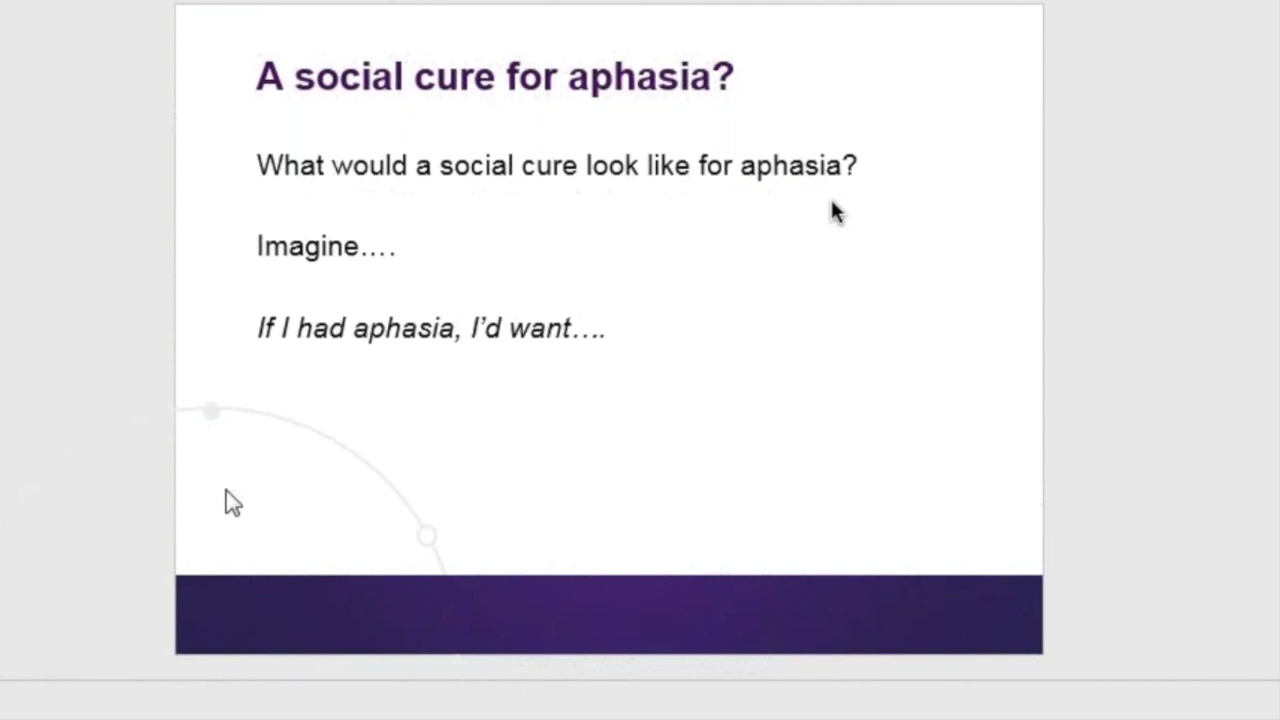 A social cure for aphasia?
What would a social cure look like for aphasia?
Imagine….
If I had aphasia, I’d want….